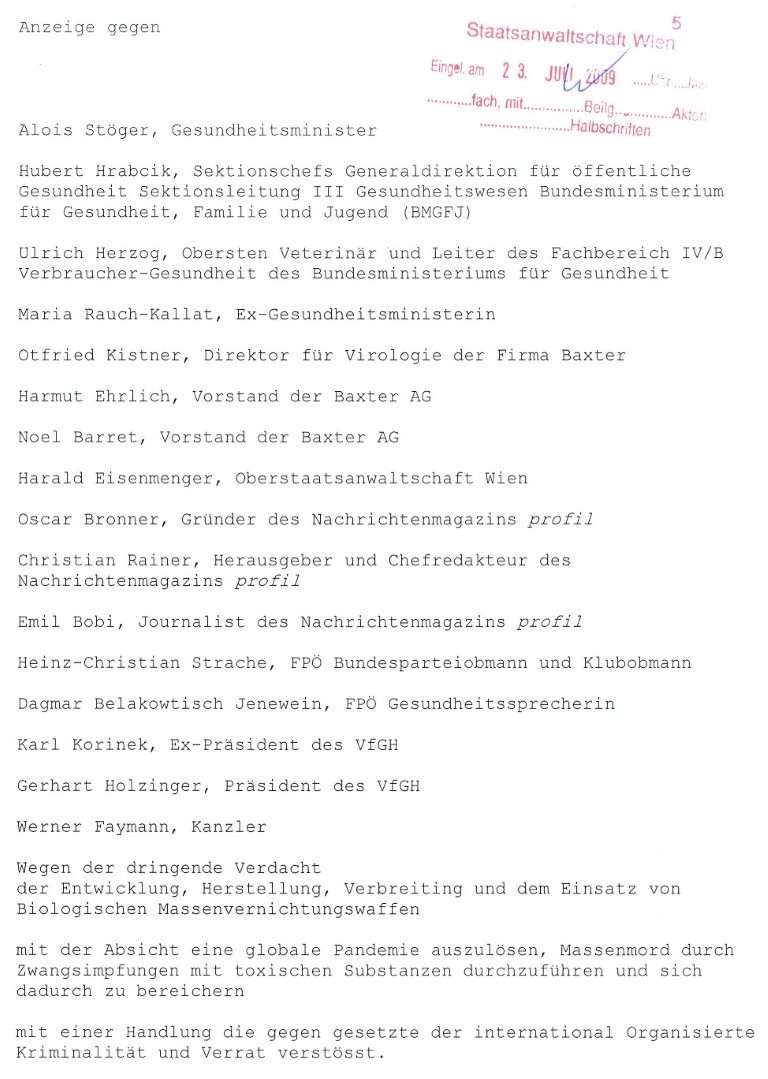 Anzeige gegen
5
Staatsanwaltschaft Wien
Eingel. am 23. JULI 2009 ..... Uhr ....
...........fach, mit...............Beilg...............Akten
......................Halbschriften
Alois Stöger, Gesundheitsminister
Hubert Hrabcik, Sektionschefs Generaldirektion für öffentliche
Gesundheit Sektionsleitung III Gesundheitswesen Bundesministerium
für Gesundheit, Familie und Jugend (BMGFJ)
Ulrich Herzog, Obersten Veterinär und Leiter des Fachbereich IV/B
Verbraucher-Gesundheit des Bundesministeriums für Gesundheit
Maria Rauch-Kallat, Ex-Gesundheitsministerin
Otfried Kistner, Direktor für Virologie der Firma Baxter
Harmut Ehrlich, Vorstand der Baxter AG
Noel Barret, Vorstand der Baxter AG
Harald Eisenmenger, Oberstaatsanwaltschaft Wien
Oscar Bronner, Gründer des Nachrichtenmagazins profil
Christian Rainer, Herausgeber und Chefredakteur des
Nachrichtenmagazins profil
Emil Bobi, Journalist des Nachrichtenmagazins profil
Heinz-Christian Strache, FPÖ Bundesparteiobmann und Klubobmann
Dagmar Belakowtisch Jenewein, FPÖ Gesundheitssprecherin
Karl Korinek, Ex-Präsident des VfGH
Gerhart Holzinger, Präsident des VfGH
Werner Faymann, Kanzler
Wegen der dringende Verdacht
der Entwicklung, Herstellung, Verbreiting und dem Einsatz von
Biologischen Massenvernichtungswaffen
mit der Absicht eine globale Pandemie auszulösen, Massenmord durch
Zwangsimpfungen mit toxischen Substanzen durchzuführen und sich
dadurch zu bereichern
mit einer Handlung die gegen gesetzte der international Organisierte
Kriminalität und Verrat verstösst.